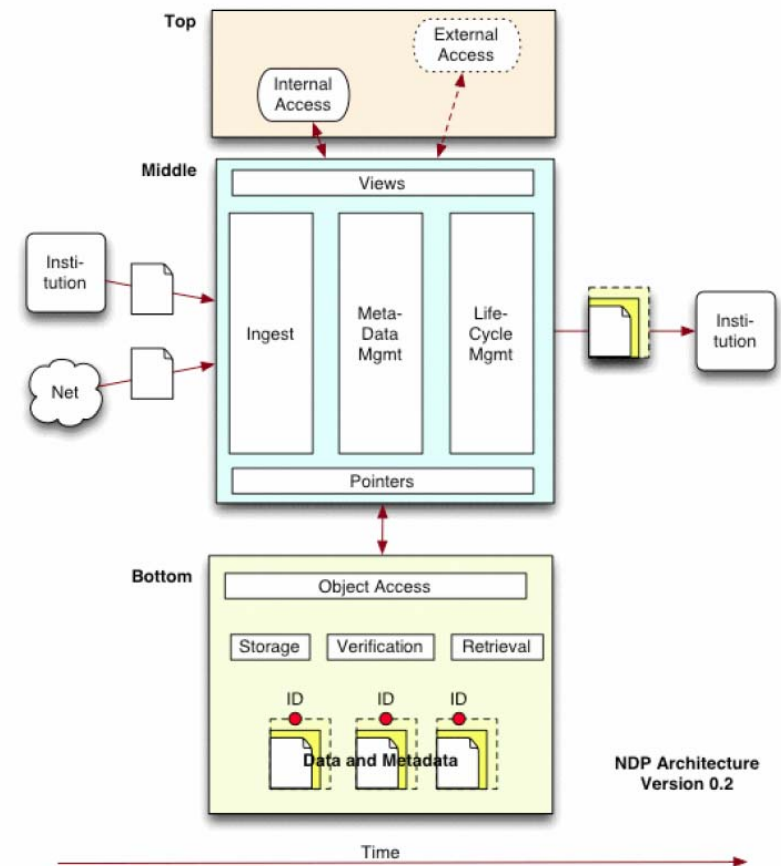 Top
External
Access
Internal
Access
Middle
Views
Insti-
tution
Net
Ingest
Meta-
Data
Mgmt
Life-
Cycle
Mgmt
Insti-
tution
Pointers
Bottom
Object Access
Storage
Verification
Retrieval
ID
ID
ID
Data and Metadata
NDP Architecture
Version 0.2
Time